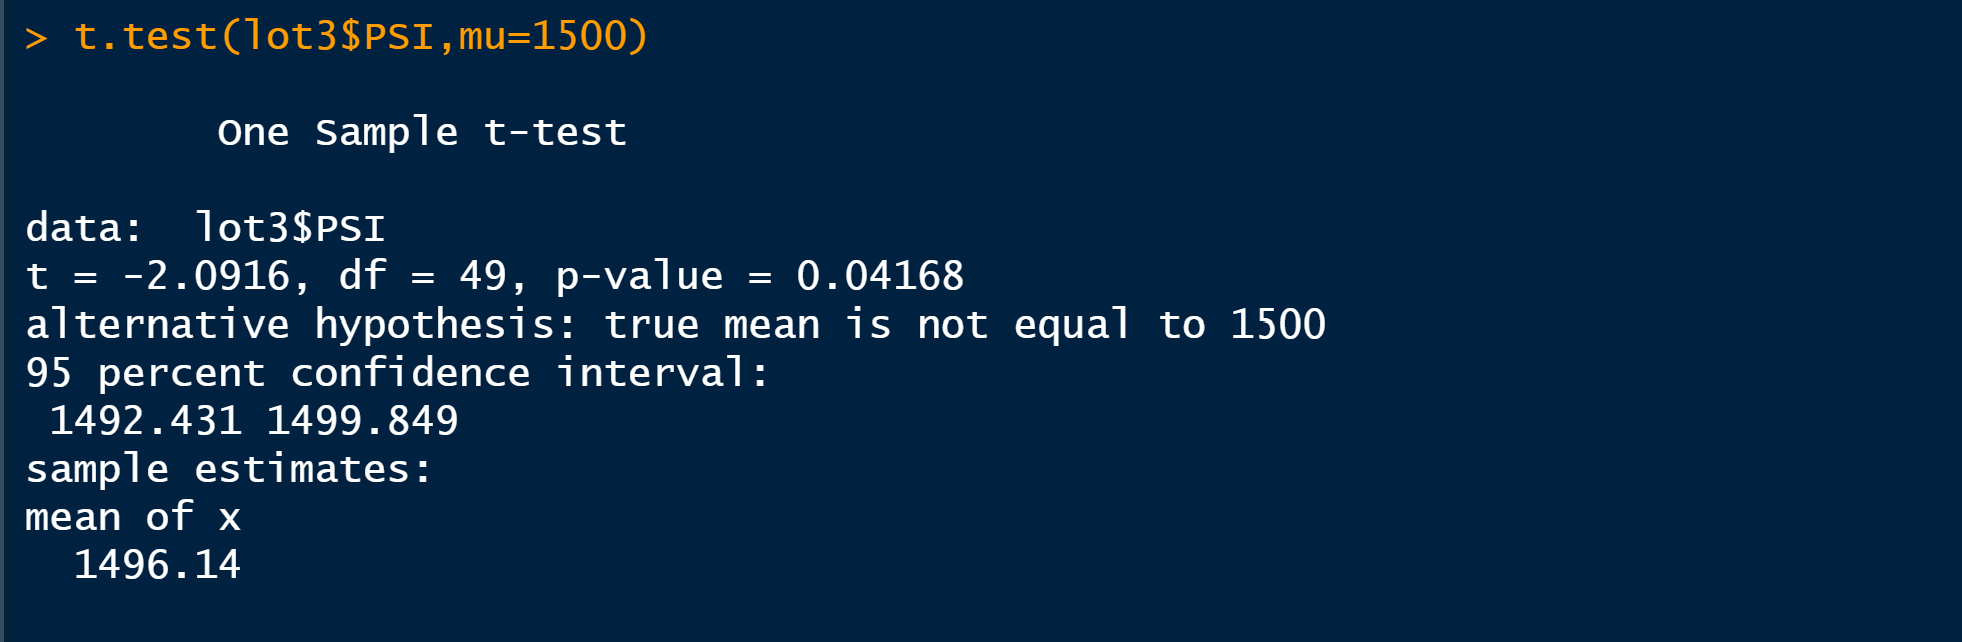 > t.test(lot3$PSI,mu=1500)
One Sample t-test
data:  lot3$PSI
t = -2.0916, df = 49, p-value = 0.04168
alternative hypothesis: true mean is not equal to 1500
95 percent confidence interval:
1492.431 1499.849
sample estimates:
mean of x
1496.14